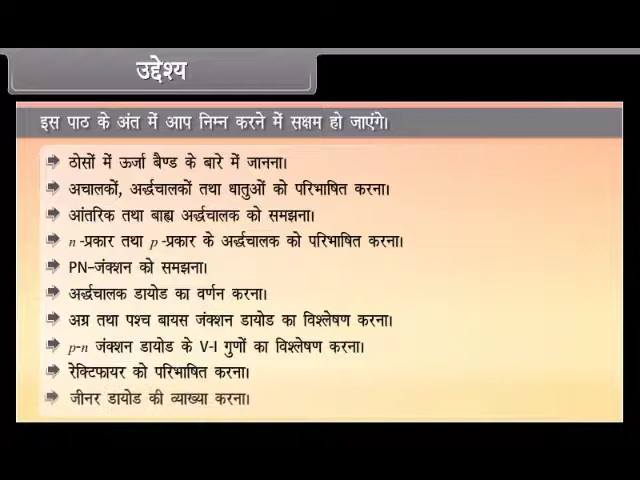 उद्देश्य
इस पाठ के अंत में आप निम्न करने में सक्षम हो जाएंगे।
ठोसों में ऊर्जा बैण्ड के बारे में जानना।
अचालकों, अर्द्धचालकों तथा धातुओं को परिभाषित करना।
आंतरिक तथा बाह्य अर्द्धचालक को समझना।
n -प्रकार तथा p -प्रकार के अर्द्धचालक को परिभाषित करना।
PN-जंक्शन को समझना।
अर्द्धचालक डायोड का वर्णन करना।
अग्र तथा पश्च बायस जंक्शन डायोड का विश्लेषण करना।
p-n जंक्शन डायोड के V-I गुणों का विश्लेषण करना।
रेक्टिफायर को परिभाषित करना।
जीनर डायोड की व्याख्या करना।